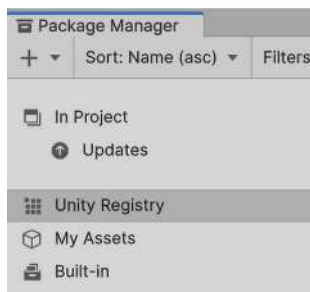 Package Manager
Sort: Name (asc) Filters
In Project
Updates
Unity Registry
My Assets
Built-in